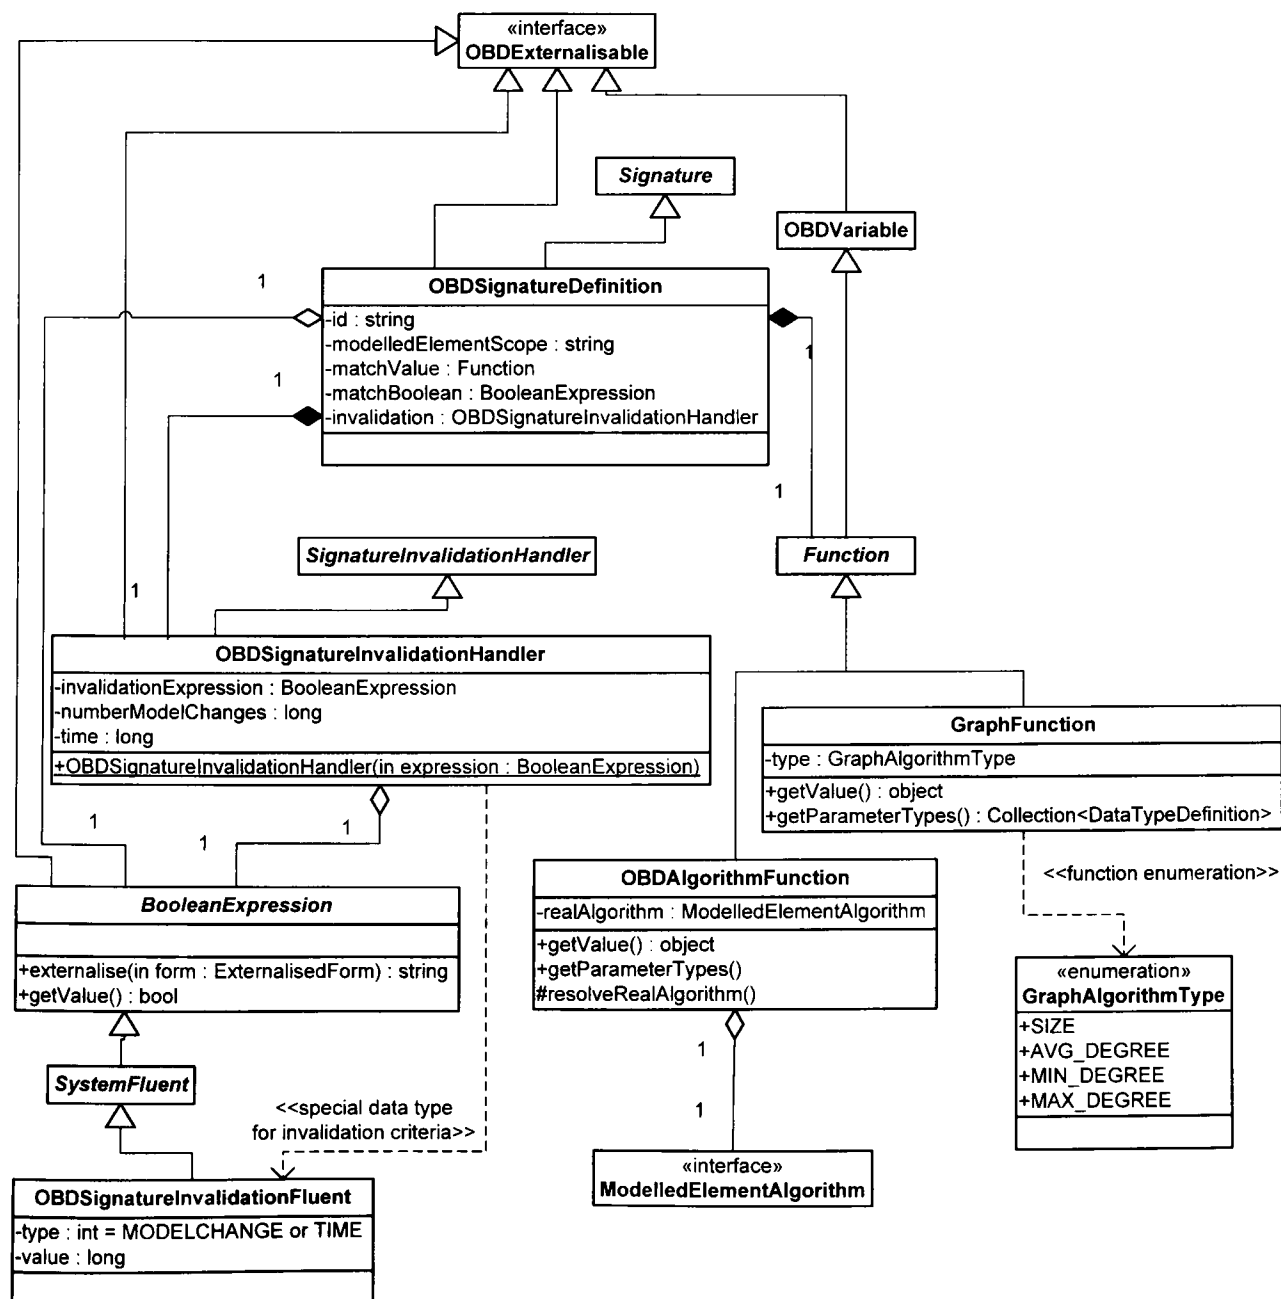 «interface»
OBDExternalisable
Signature
OBDVariable
1
OBDSignatureDefinition
-id : string
-modelledElementScope : string
-matchValue : Function
-matchBoolean : BooleanExpression
-invalidation : OBDSignatureInvalidationHandler
1
1
1
SignatureInvalidationHandler
Function
1
OBDSignatureInvalidationHandler
-invalidationExpression : BooleanExpression
-numberModelChanges : long
-time : long
+OBDSignatureInvalidationHandler(in expression : BooleanExpression)
GraphFunction
-type : GraphAlgorithmType
+getValue() : object
+getParameterTypes() : Collection<DataTypeDefinition>
1
1
1
<<function enumeration>>
BooleanExpression
+externalise(in form : ExternalisedForm) : string
+getValue() : bool
OBDAlgorithmFunction
-realAlgorithm : ModelledElementAlgorithm
+getValue() : object
+getParameterTypes()
#resolveRealAlgorithm()
«enumeration»
GraphAlgorithmType
+SIZE
+AVG_DEGREE
+MIN_DEGREE
+MAX_DEGREE
1
1
SystemFluent
<<special data type
for invalidation criteria>>
«interface»
ModelledElementAlgorithm
OBDSignatureInvalidationFluent
-type : int = MODELCHANGE or TIME
-value : long